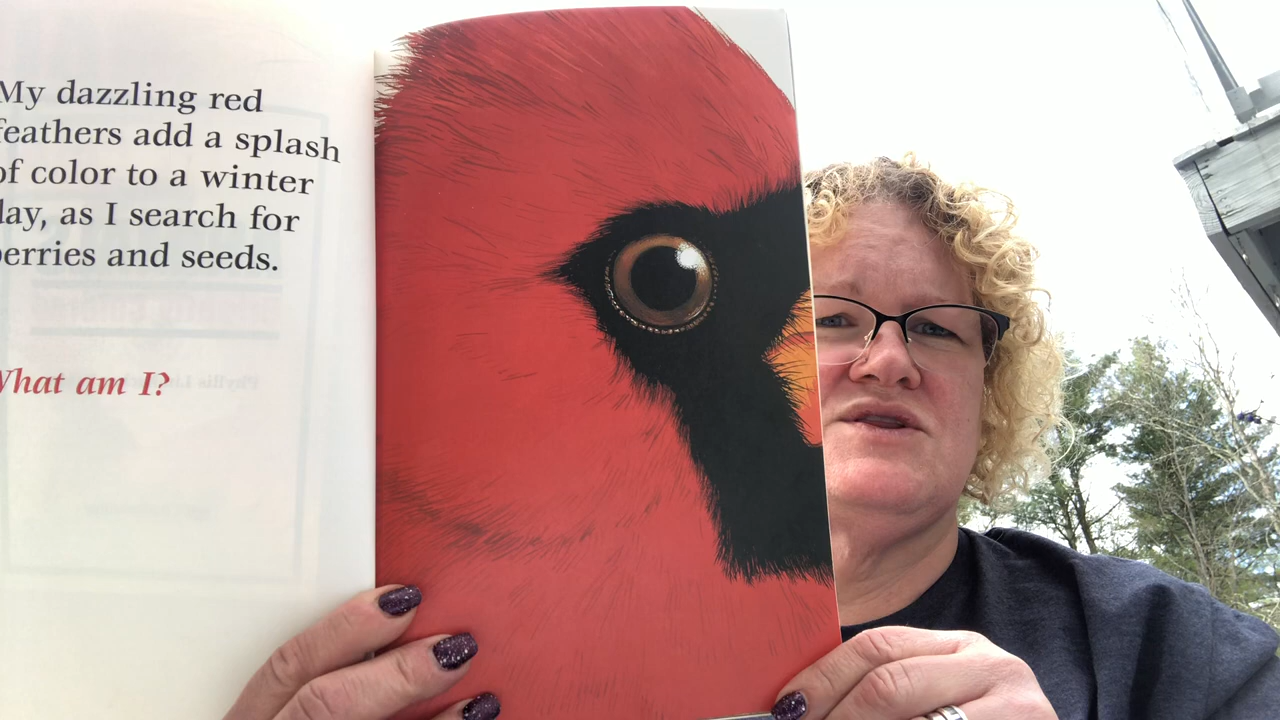 My dazzling red
feathers add a splash
of color to a winter
day, as I search for
berries and seeds.
What am I?